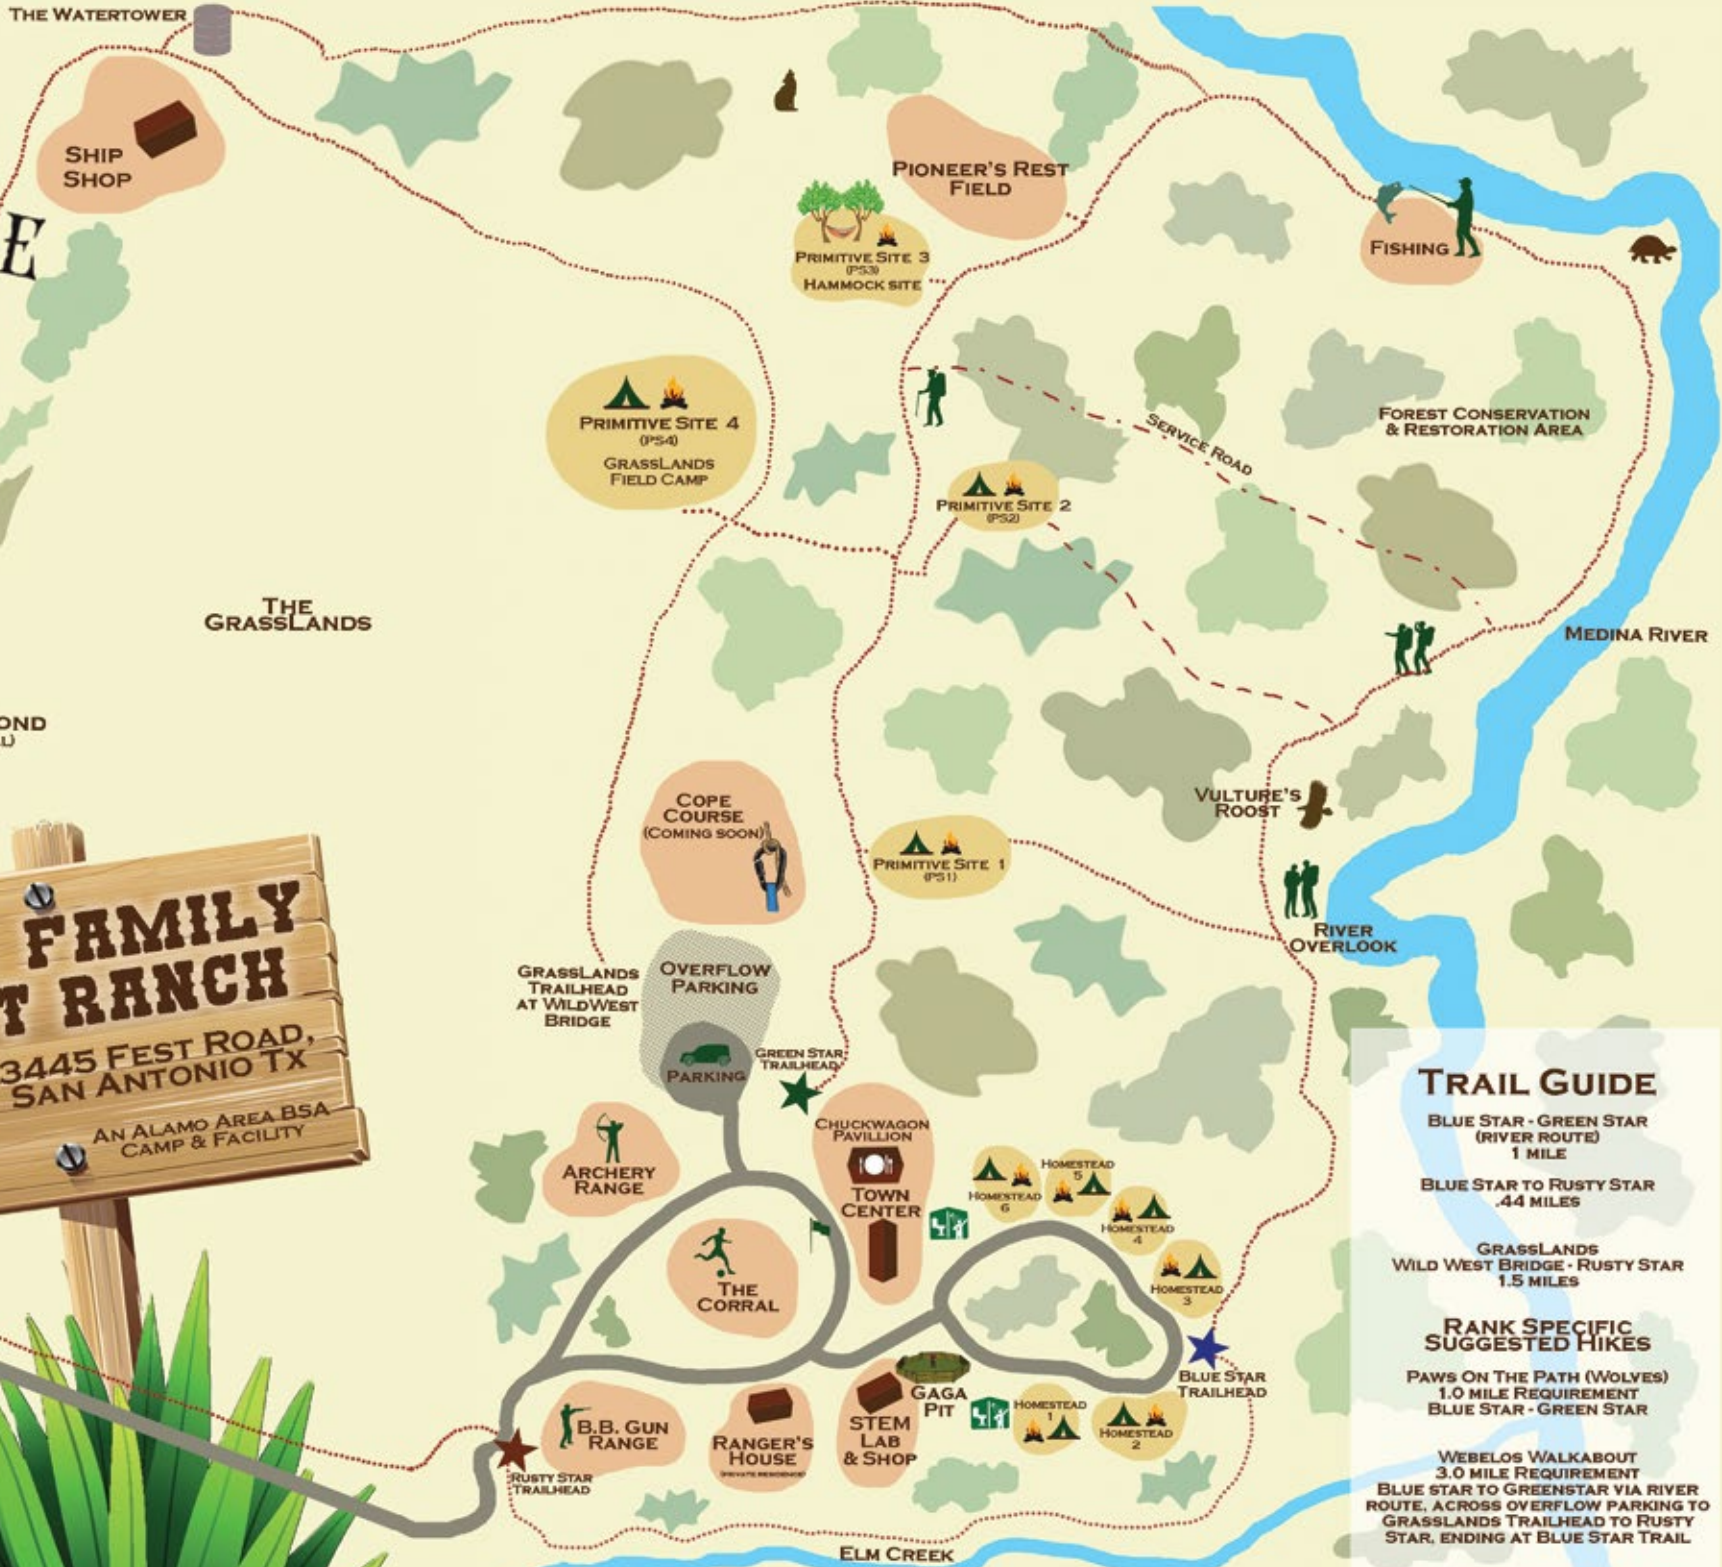 THE WATERTOWER
SHIP
SHOP
E
PIONEER'S REST
FIELD
PRIMITIVE SITE 3
(PS3)
HAMMOCK SITE
FISHING
PRIMITIVE SITE 4
(PS4)
GRASSLANDS
FIELD CAMP
SERVICE ROAD
FOREST CONSERVATION
& RESTORATION AREA
PRIMITIVE SITE 2
(PS2)
THE
GRASSLANDS
MEDINA RIVER
OND
L)
COPE
COURSE
(COMING SOON)
VULTURE'S
ROOST
PRIMITIVE SITE 1
(PS1)
RIVER
OVERLOOK
FAMILY
T RANCH
3445 FEST ROAD,
SAN ANTONIO TX
AN ALAMO AREA BSA
CAMP & FACILITY
GRASSLANDS
TRAILHEAD
AT WILDWEST
BRIDGE
OVERFLOW
PARKING
PARKING
GREEN STAR
TRAILHEAD
CHUCKWAGON
PAVILLION
TOWN
CENTER
ARCHERY
RANGE
THE
CORRAL
HOMESTEAD
6
HOMESTEAD
5
HOMESTEAD
4
HOMESTEAD
3
BLUE STAR
TRAILHEAD
GAGA
PIT
HOMESTEAD
1
HOMESTEAD
2
B.B. GUN
RANGE
RANGER'S
HOUSE
(PRIVATE RESIDENCE)
STEM
LAB
& SHOP
RUSTY STAR
TRAILHEAD
ELM CREEK
TRAIL GUIDE
BLUE STAR - GREEN STAR
(RIVER ROUTE)
1 MILE
BLUE STAR TO RUSTY STAR
.44 MILES
GRASSLANDS
WILD WEST BRIDGE - RUSTY STAR
1.5 MILES
RANK SPECIFIC
SUGGESTED HIKES
PAWS ON THE PATH (WOLVES)
1.0 MILE REQUIREMENT
BLUE STAR - GREEN STAR
WEBELOS WALKABOUT
3.0 MILE REQUIREMENT
BLUE STAR TO GREENSTAR VIA RIVER
ROUTE, ACROSS OVERFLOW PARKING TO
GRASSLANDS TRAILHEAD TO RUSTY
STAR, ENDING AT BLUE STAR TRAIL